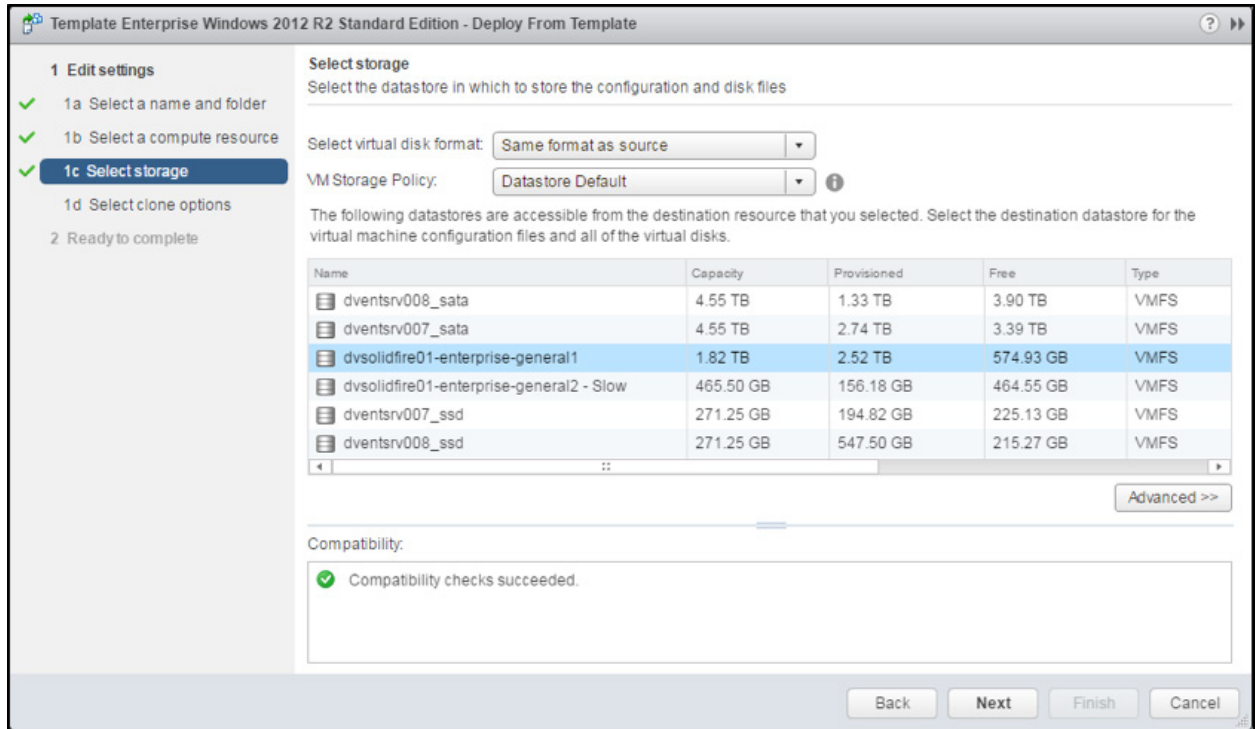 Template Enterprise Windows 2012 R2 Standard Edition - Deploy From Template
1 Edit settings
1a Select a name and folder
1b Select a compute resource
1c Select storage
1d Select clone options
2 Ready to complete
Select storage
Select the datastore in which to store the configuration and disk files
Select virtual disk format: Same format as source
VM Storage Policy: Datastore Default
The following datastores are accessible from the destination resource that you selected. Select the destination datastore for the
virtual machine configuration files and all of the virtual disks.
Name Capacity Provisioned Free Type
dventsrv008_sata 4.55 TB 1.33 TB 3.90 TB VMFS
dventsrv007_sata 4.55 TB 2.74 TB 3.39 TB VMFS
dvsolidfire01-enterprise-general1 1.82 TB 2.52 TB 574.93 GB VMFS
dvsolidfire01-enterprise-general2 - Slow 465.50 GB 156.18 GB 464.55 GB VMFS
dventsrv007_ssd 271.25 GB 194.82 GB 225.13 GB VMFS
dventsrv008_ssd 271.25 GB 547.50 GB 215.27 GB VMFS
Advanced >>
Compatibility:
Compatibility checks succeeded.
Back Next Finish Cancel